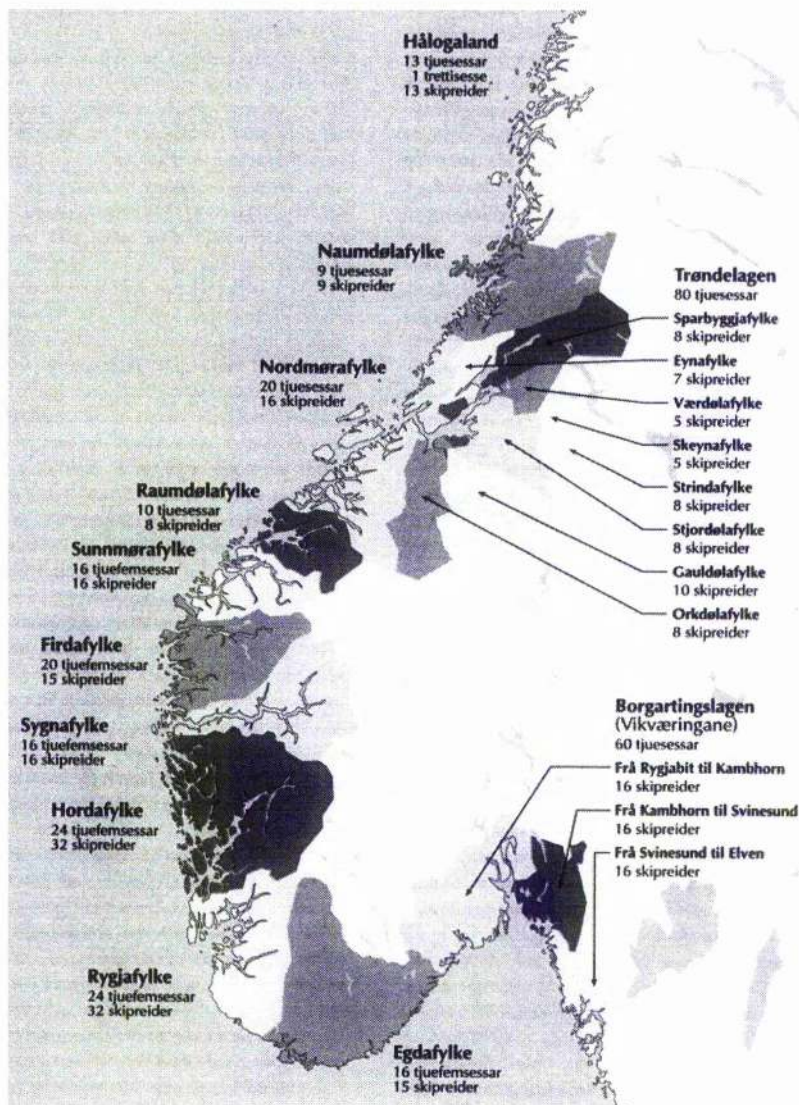 Hålogaland
13 tjuesessar
1 trettisesse
13 skipreider
Naumdølafylke
9 tjuesessar
9 skipreider
Nordmørafylke
20 tjuesessar
16 skipreider
Raumdølafylke
10 tjuesessar
8 skipreider
Sunnmørafylke
16 tjuefemsessar
16 skipreider
Firdafylke
20 tjuefemsessar
15 skipreider
Sygnafylke
16 tjuefemsessar
16 skipreider
Hordafylke
24 tjuefemsessar
32 skipreider
Rygjafylke
24 tjuefemsessar
32 skipreider
Egdafylke
16 tjuefemsessar
15 skipreider
Trøndelagen
80 tjuesessar
Sparbyggjafylke
8 skipreider
Eynafylke
7 skipreider
Værdølafylke
5 skipreider
Skeynafylke
5 skipreider
Strindafylke
8 skipreider
Stjordølafylke
8 skipreider
Gauldølafylke
10 skipreider
Orkdølafylke
8 skipreider
Borgartingslagen
(Vikværingane)
60 tjuesessar
Frå Rygjabit til Kambhorn
16 skipreider
Frå Kambhorn til Svinesund
16 skipreider
Frå Svinesund til Elven
16 skipreider